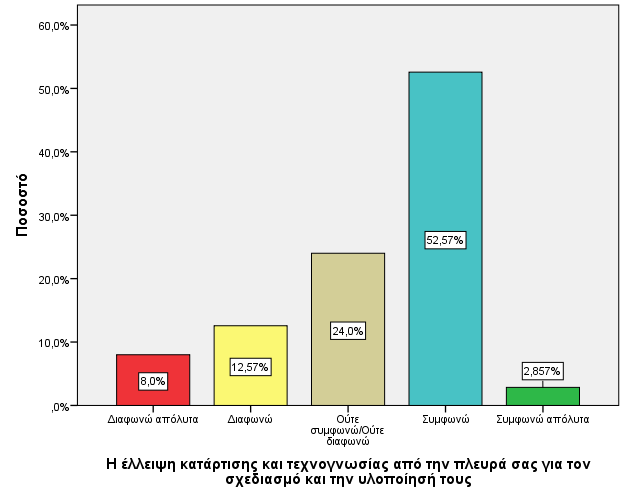 60,0%
50,0%
40,0%
30,0%
20,0%
10,0%
,0%
Ποσοστό
8,0%
12,57%
24,0%
52,57%
2,857%
Διαφωνώ απόλυτα
Διαφωνώ
Ούτε
συμφωνώ/Ούτε
διαφωνώ
Συμφωνώ
Συμφωνώ απόλυτα
Η έλλειψη κατάρτισης και τεχνογνωσίας από την πλευρά σας για τον
σχεδιασμό και την υλοποίησή τους